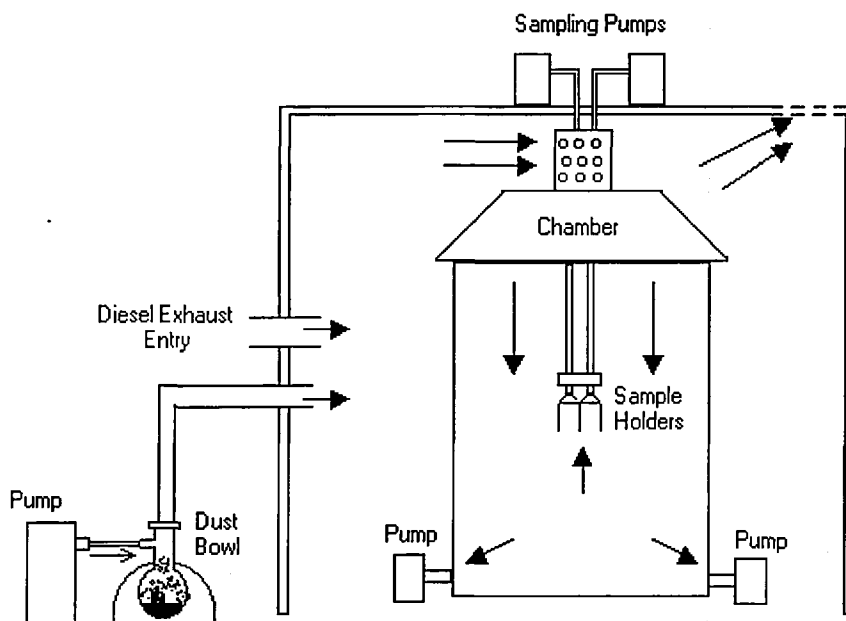 Sampling Pumps
Chamber
Diesel Exhaust
Entry
Sample
Holders
Pump
Dust
Bowl
Pump
Pump